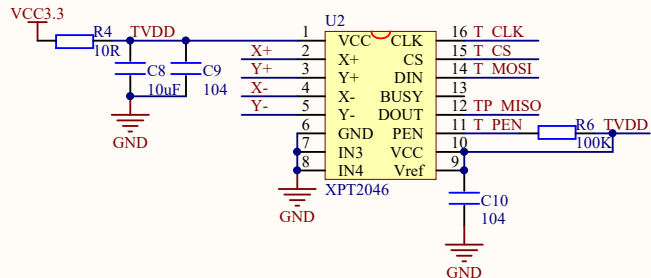 VCC3.3
R4
10R
TVDD
C8
10uF
C9
104
GND
X+
Y+
X-
Y-
U2
1 VCC CLK 16 T_CLK
2 X+ CS 15 T_CS
3 Y+ DIN 14 T_MOSI
4 X- BUSY 13
5 Y- DOUT 12 TP_MISO
6 GND PEN 11 T_PEN
7 IN3 VCC 10
8 IN4 Vref 9
XPT2046
GND
R6
100K
TVDD
C10
104
GND